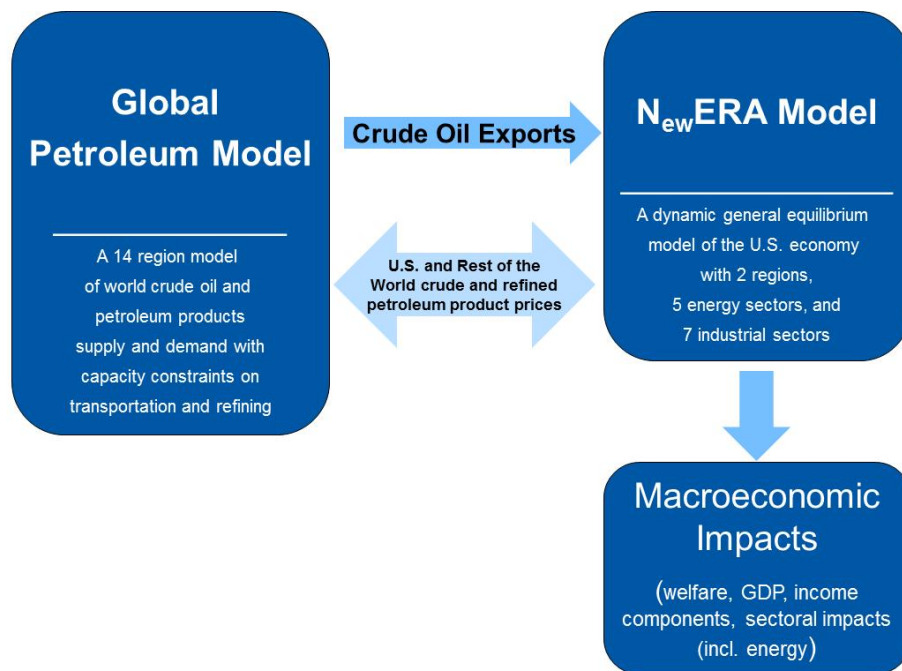 Global
Petroleum Model
A 14 region model
of world crude oil and
petroleum products
supply and demand with
capacity constraints on
transportation and refining
Crude Oil Exports
U.S. and Rest of the
World crude and refined
petroleum product prices
NewERA Model
A dynamic general equilibrium
model of the U.S. economy
with 2 regions,
5 energy sectors, and
7 industrial sectors
Macroeconomic
Impacts
(welfare, GDP, income
components, sectoral impacts
(incl. energy)